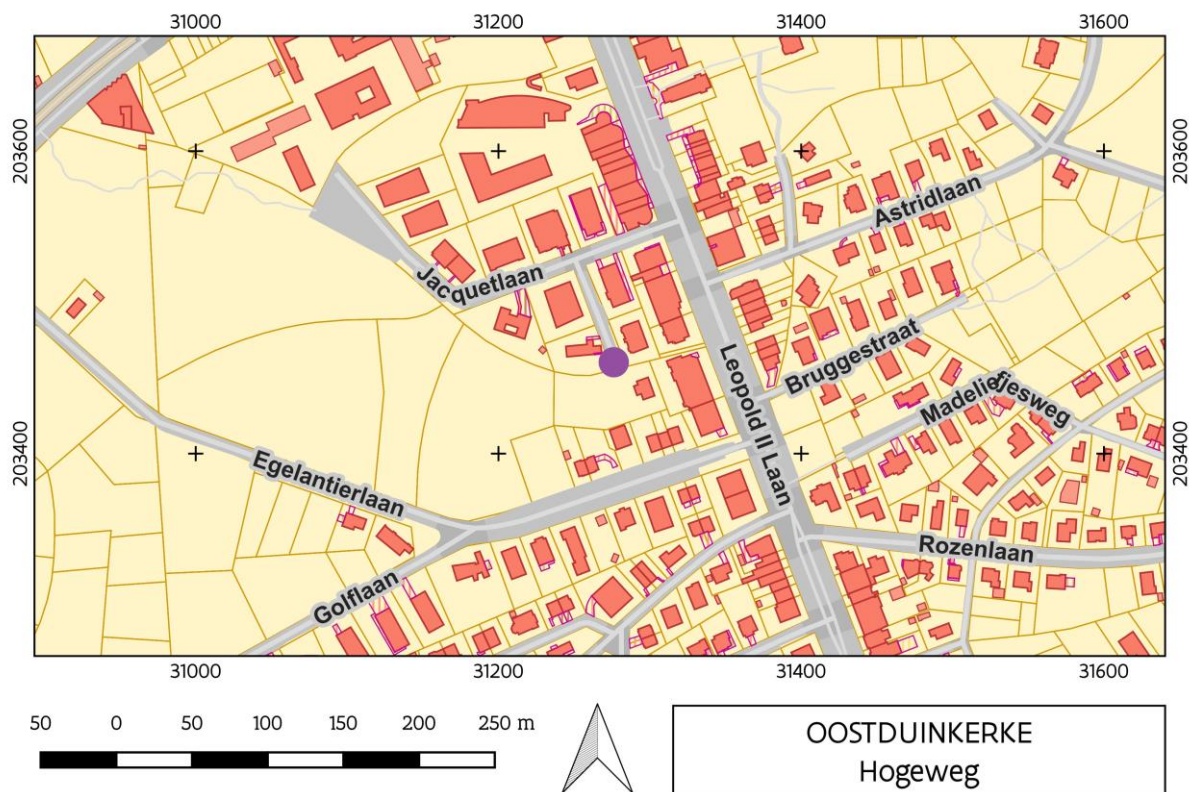 31000 31200 31400 31600
203600 203600
Astridlaan
Jacquetlaan
Leopold II Laan
Bruggestraat
Madeliefjesweg
203400 203400
Egelantierlaan
Rozenlaan
Golflaan
31000 31200 31400 31600
50 0 50 100 150 200 250 m
OOSTDUINKERKE
Hogeweg